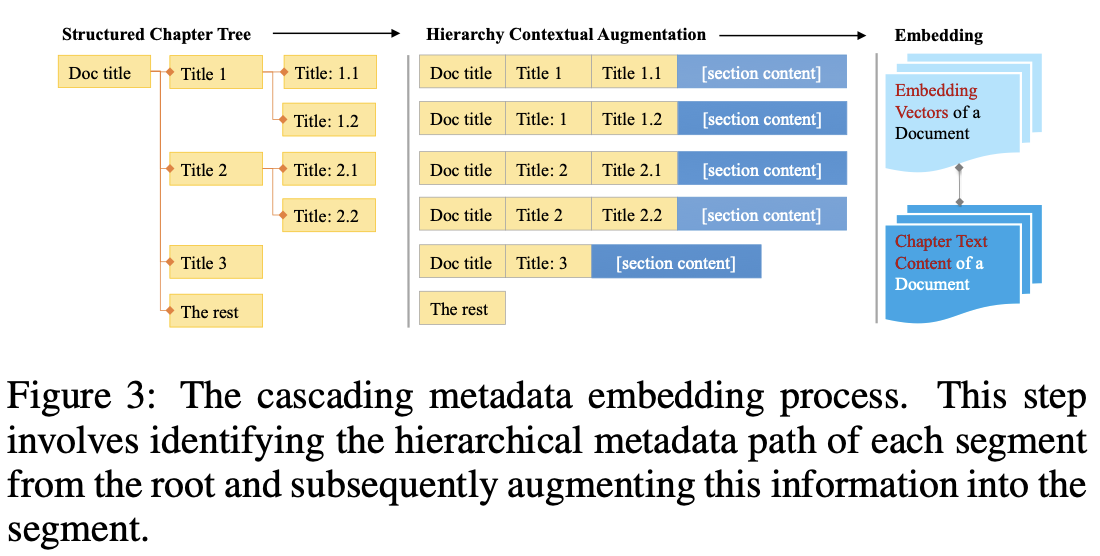 Structured Chapter Tree
Hierarchy Contextual Augmentation
Embedding
Doc title
Title 1
Title: 1.1
Title: 1.2
Title 2
Title: 2.1
Title: 2.2
Title 3
The rest
Doc title Title 1 Title 1.1 [section content]
Doc title Title: 1 Title 1.2 [section content]
Doc title Title: 2 Title 2.1 [section content]
Doc title Title 2 Title 2.2 [section content]
Doc title Title: 3 [section content]
The rest
Embedding
Vectors of a
Document
Chapter Text
Content of a
Document
Figure 3: The cascading metadata embedding process. This step
involves identifying the hierarchical metadata path of each segment
from the root and subsequently augmenting this information into the
segment.